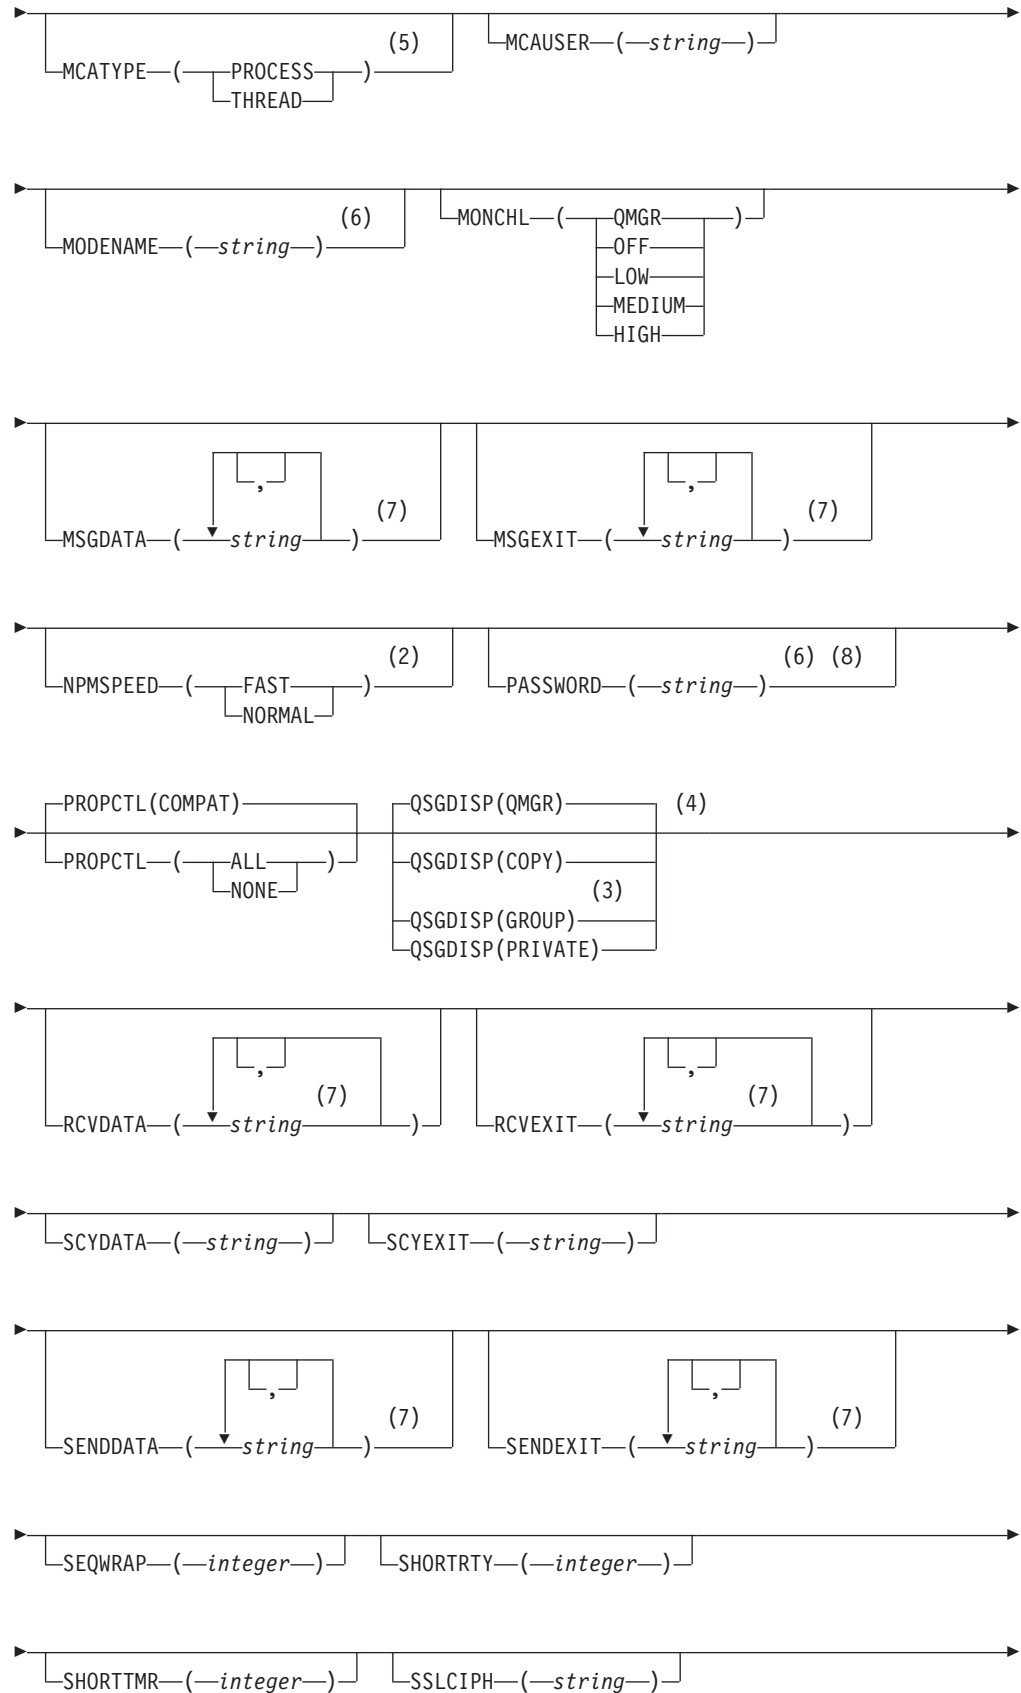 (5) MCAUSER ( string )
MCATYPE ( PROCESS )
THREAD
(6) MONCHL ( QMGR )
MODENAME ( string ) OFF
LOW
MEDIUM
HIGH
, ,
(7) (7)
MSGDATA ( string ) MSGEXIT ( string )
(2) (6) (8)
NPMSPEED ( FAST ) PASSWORD ( string )
NORMAL
PROPCTL(COMPAT) QSGDISP(QMGR) (4)
PROPCTL ( ALL ) QSGDISP(COPY)
NONE (3)
QSGDISP(GROUP)
QSGDISP(PRIVATE)
, ,
(7) (7)
RCVDATA ( string ) RCVEXIT ( string )
SCYDATA ( string ) SCYEXIT ( string )
, ,
(7) (7)
SENDDATA ( string ) SENDEXIT ( string )
SEQWRAP ( integer ) SHORTRTY ( integer )
SHORTTMR ( integer ) SSLCIPH ( string )